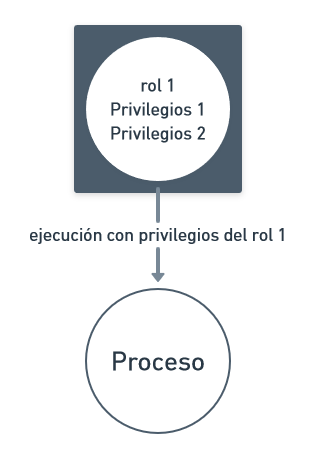 rol 1
Privilegios 1
Privilegios 2
ejecución con privilegios del rol 1
Proceso